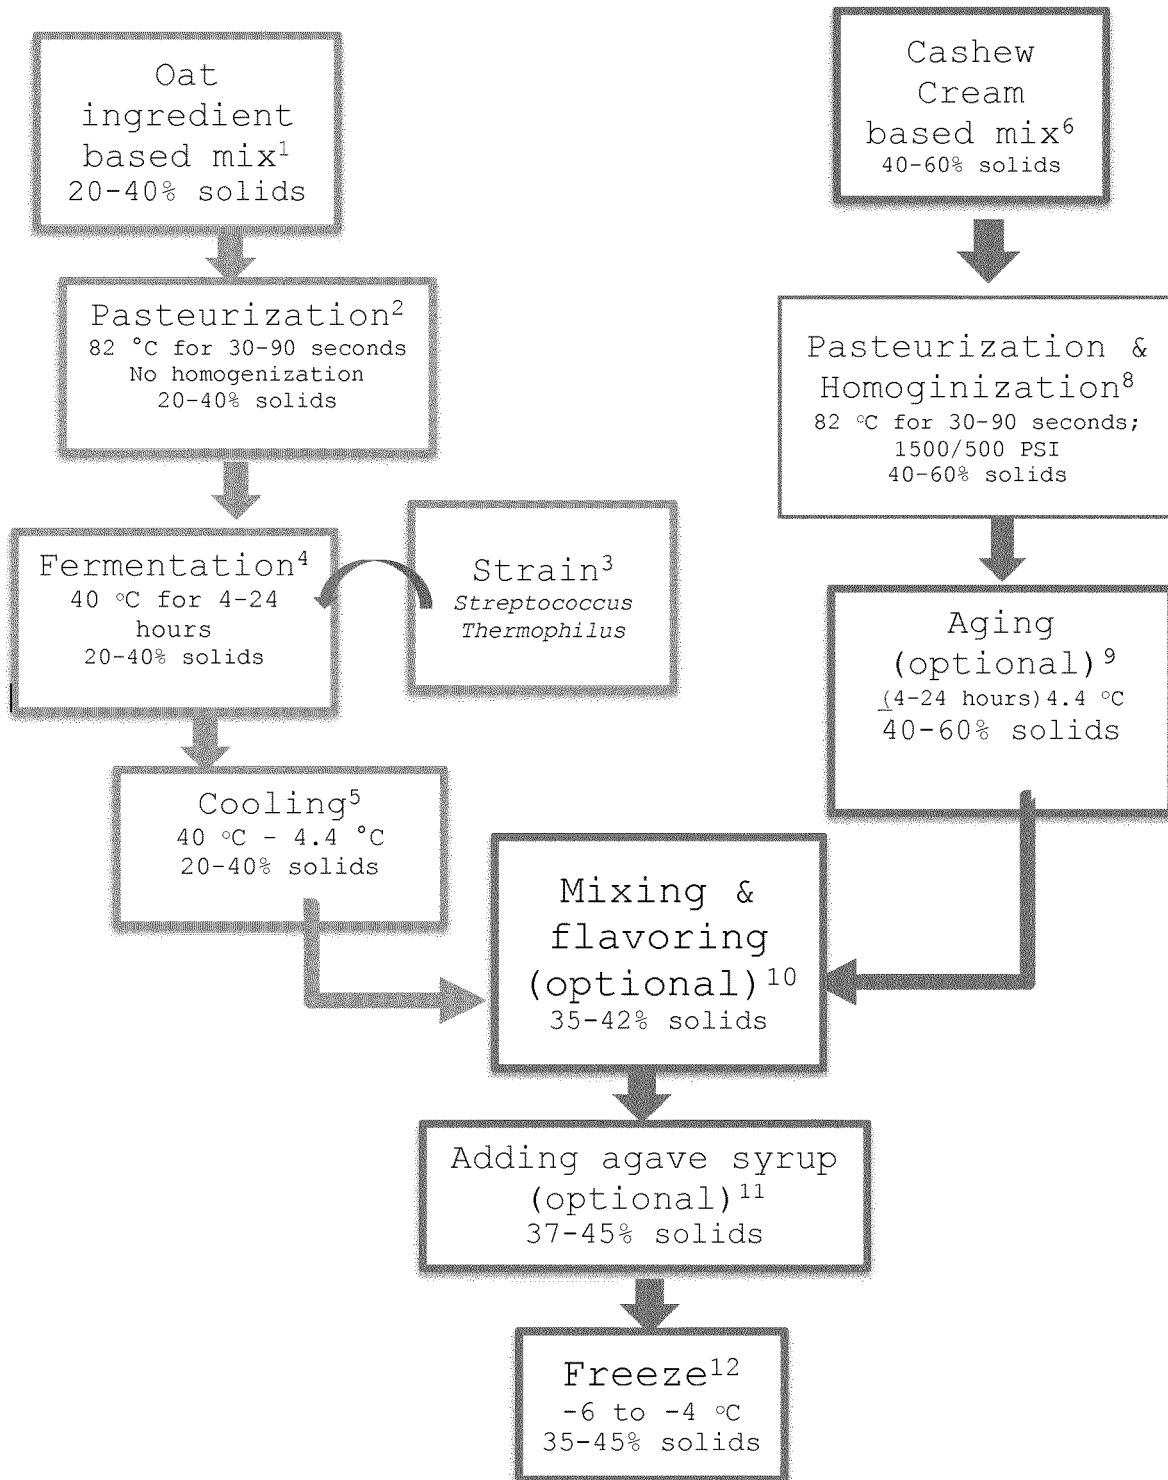 Oat
ingredient
based mix¹
20-40% solids
Pasteurization²
82 °C for 30-90 seconds
No homogenization
20-40% solids
Fermentation⁴
40 °C for 4-24
hours
20-40% solids
Strain³
Streptococcus
Thermophilus
Cooling⁵
40 °C - 4.4 °C
20-40% solids
Cashew
Cream
based mix⁶
40-60% solids
Pasteurization &
Homoginization⁸
82 °C for 30-90 seconds;
1500/500 PSI
40-60% solids
Aging
(optional)⁹
(4-24 hours) 4.4 °C
40-60% solids
Mixing &
flavoring
(optional)¹⁰
35-42% solids
Adding agave syrup
(optional)¹¹
37-45% solids
Freeze¹²
-6 to -4 °C
35-45% solids